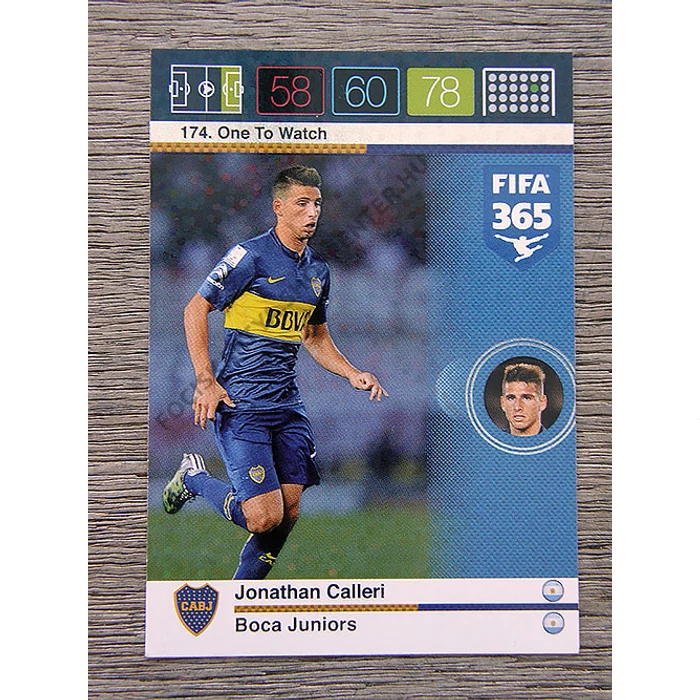 58 60 78
174. One To Watch
FIFA
365
BBVA
CABJ
Jonathan Calleri
Boca Juniors